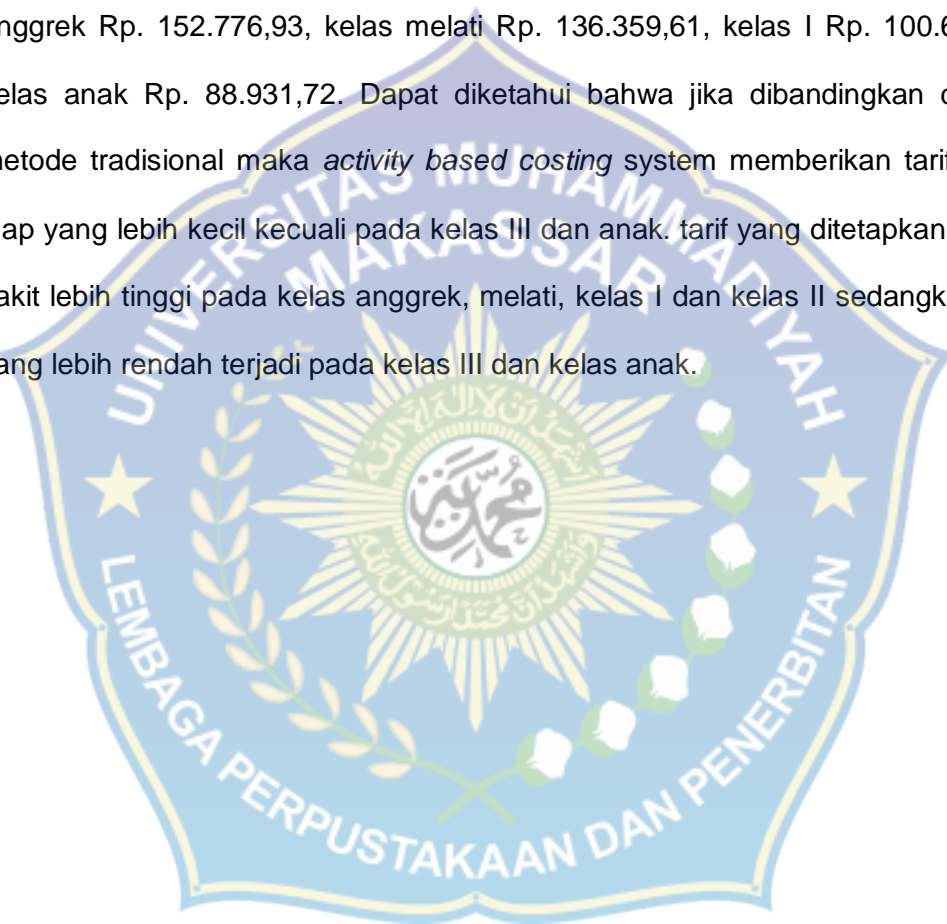 nggrek Rp. 152.776,93, kelas melati Rp. 136.359,61, kelas I Rp. 100.6
elas anak Rp. 88.931,72. Dapat diketahui bahwa jika dibandingkan
etode tradisional maka activity based costing system memberikan tarif
ap yang lebih kecil kecuali pada kelas III dan anak. tarif yang ditetapkan
akit lebih tinggi pada kelas anggrek, melati, kelas I dan kelas II sedangk
ang lebih rendah terjadi pada kelas III dan kelas anak.
UNIVERSITAS MUHAMMADIYAH
MAKASSAR
LEMBAGA PERPUSTAKAAN DAN PENERBITAN